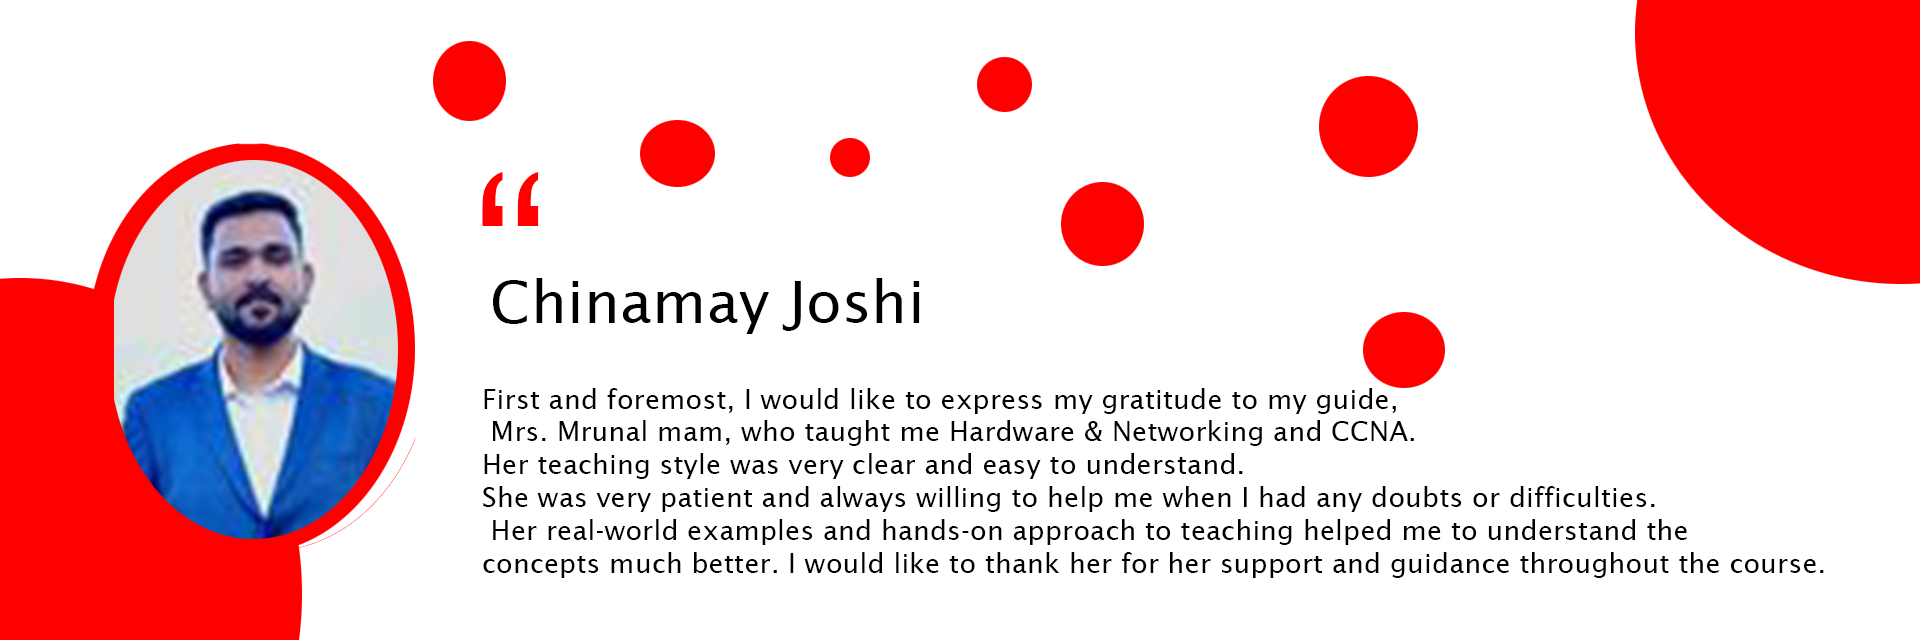 “
Chinamay Joshi
First and foremost, I would like to express my gratitude to my guide,
Mrs. Mrunal mam, who taught me Hardware & Networking and CCNA.
Her teaching style was very clear and easy to understand.
She was very patient and always willing to help me when I had any doubts or difficulties.
Her real-world examples and hands-on approach to teaching helped me to understand the
concepts much better. I would like to thank her for her support and guidance throughout the course.